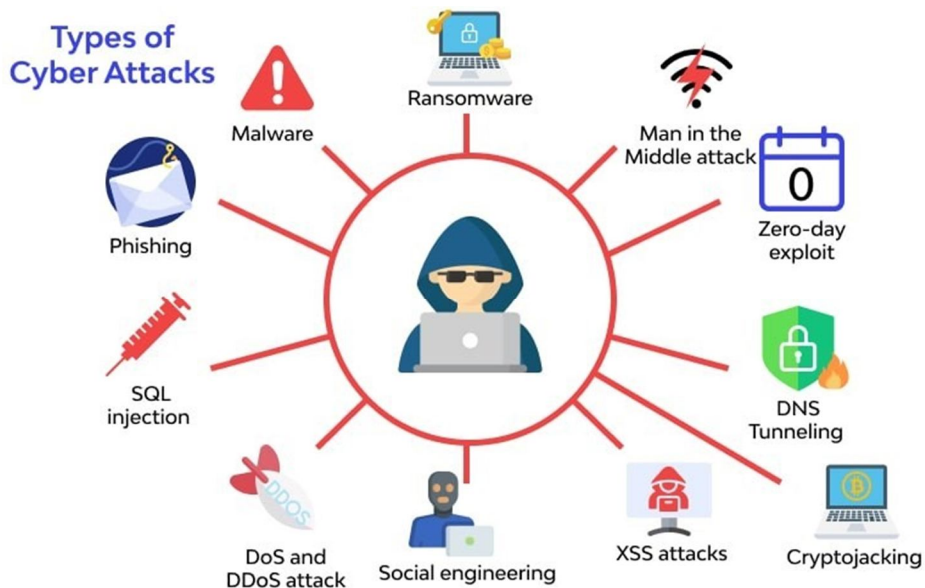 Types of
Cyber Attacks
Malware
Ransomware
Man in the
Middle attack
0
Zero-day
exploit
Phishing
SQL
injection
DNS
Tunneling
DDOS
DoS and
DDoS attack
Social engineering
XSS attacks
Cryptojacking